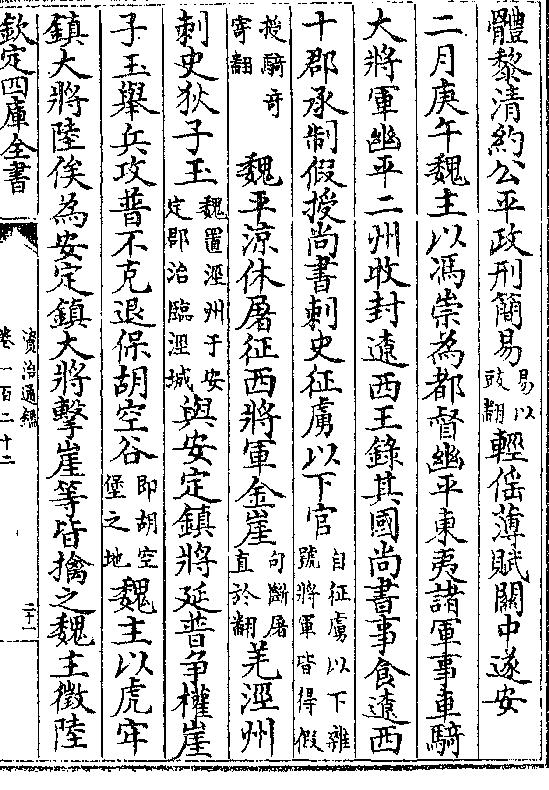 體黎清約公平政刑簡易易以豉翻輕徭薄賦關中遂安
二月庚午魏主以馮崇為都督幽平東夷諸軍事車騎
大將軍幽平二州牧封遼西王錄其國尚書事食遼西
十郡承制假授尚書刺史征虜以下官自征虜以下雜號將軍皆得假
授騎奇寄翻 魏平涼休屠征西將軍金崖句斷屠直於翻羌涇州
刺史狄子玉魏置涇州于安定郡治臨涇城與安定鎮將延普爭權崖
子玉舉兵攻普不克退保胡空谷即胡空堡之地魏主以虎牢
鎮大將陸俟為安定鎮大將擊崖等皆擒之魏主徵陸
欽定四庫全書
資治通鑑
卷一百二十二
二十